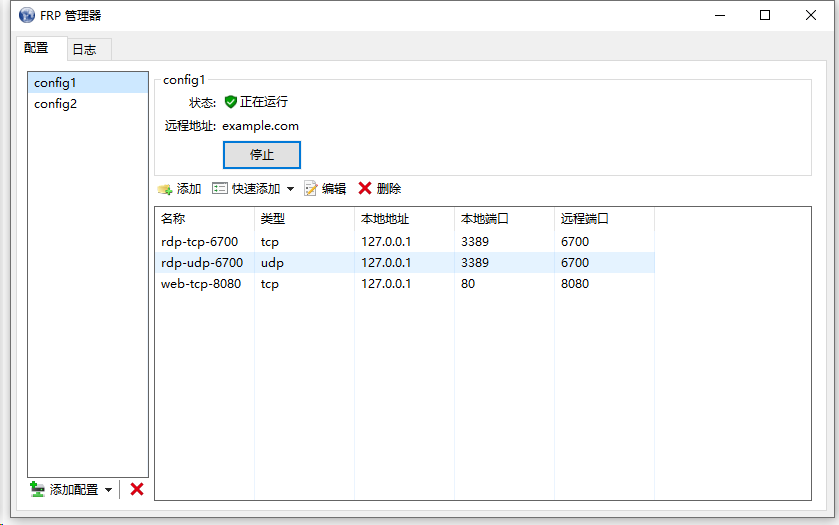 FRP 管理器
配置 日志
config1
config2
config1
状态: 正在运行
远程地址: example.com
停止
添加 快速添加 编辑 删除
名称 类型 本地地址 本地端口 远程端口
rdp-tcp-6700 tcp 127.0.0.1 3389 6700
rdp-udp-6700 udp 127.0.0.1 3389 6700
web-tcp-8080 tcp 127.0.0.1 80 8080
添加配置